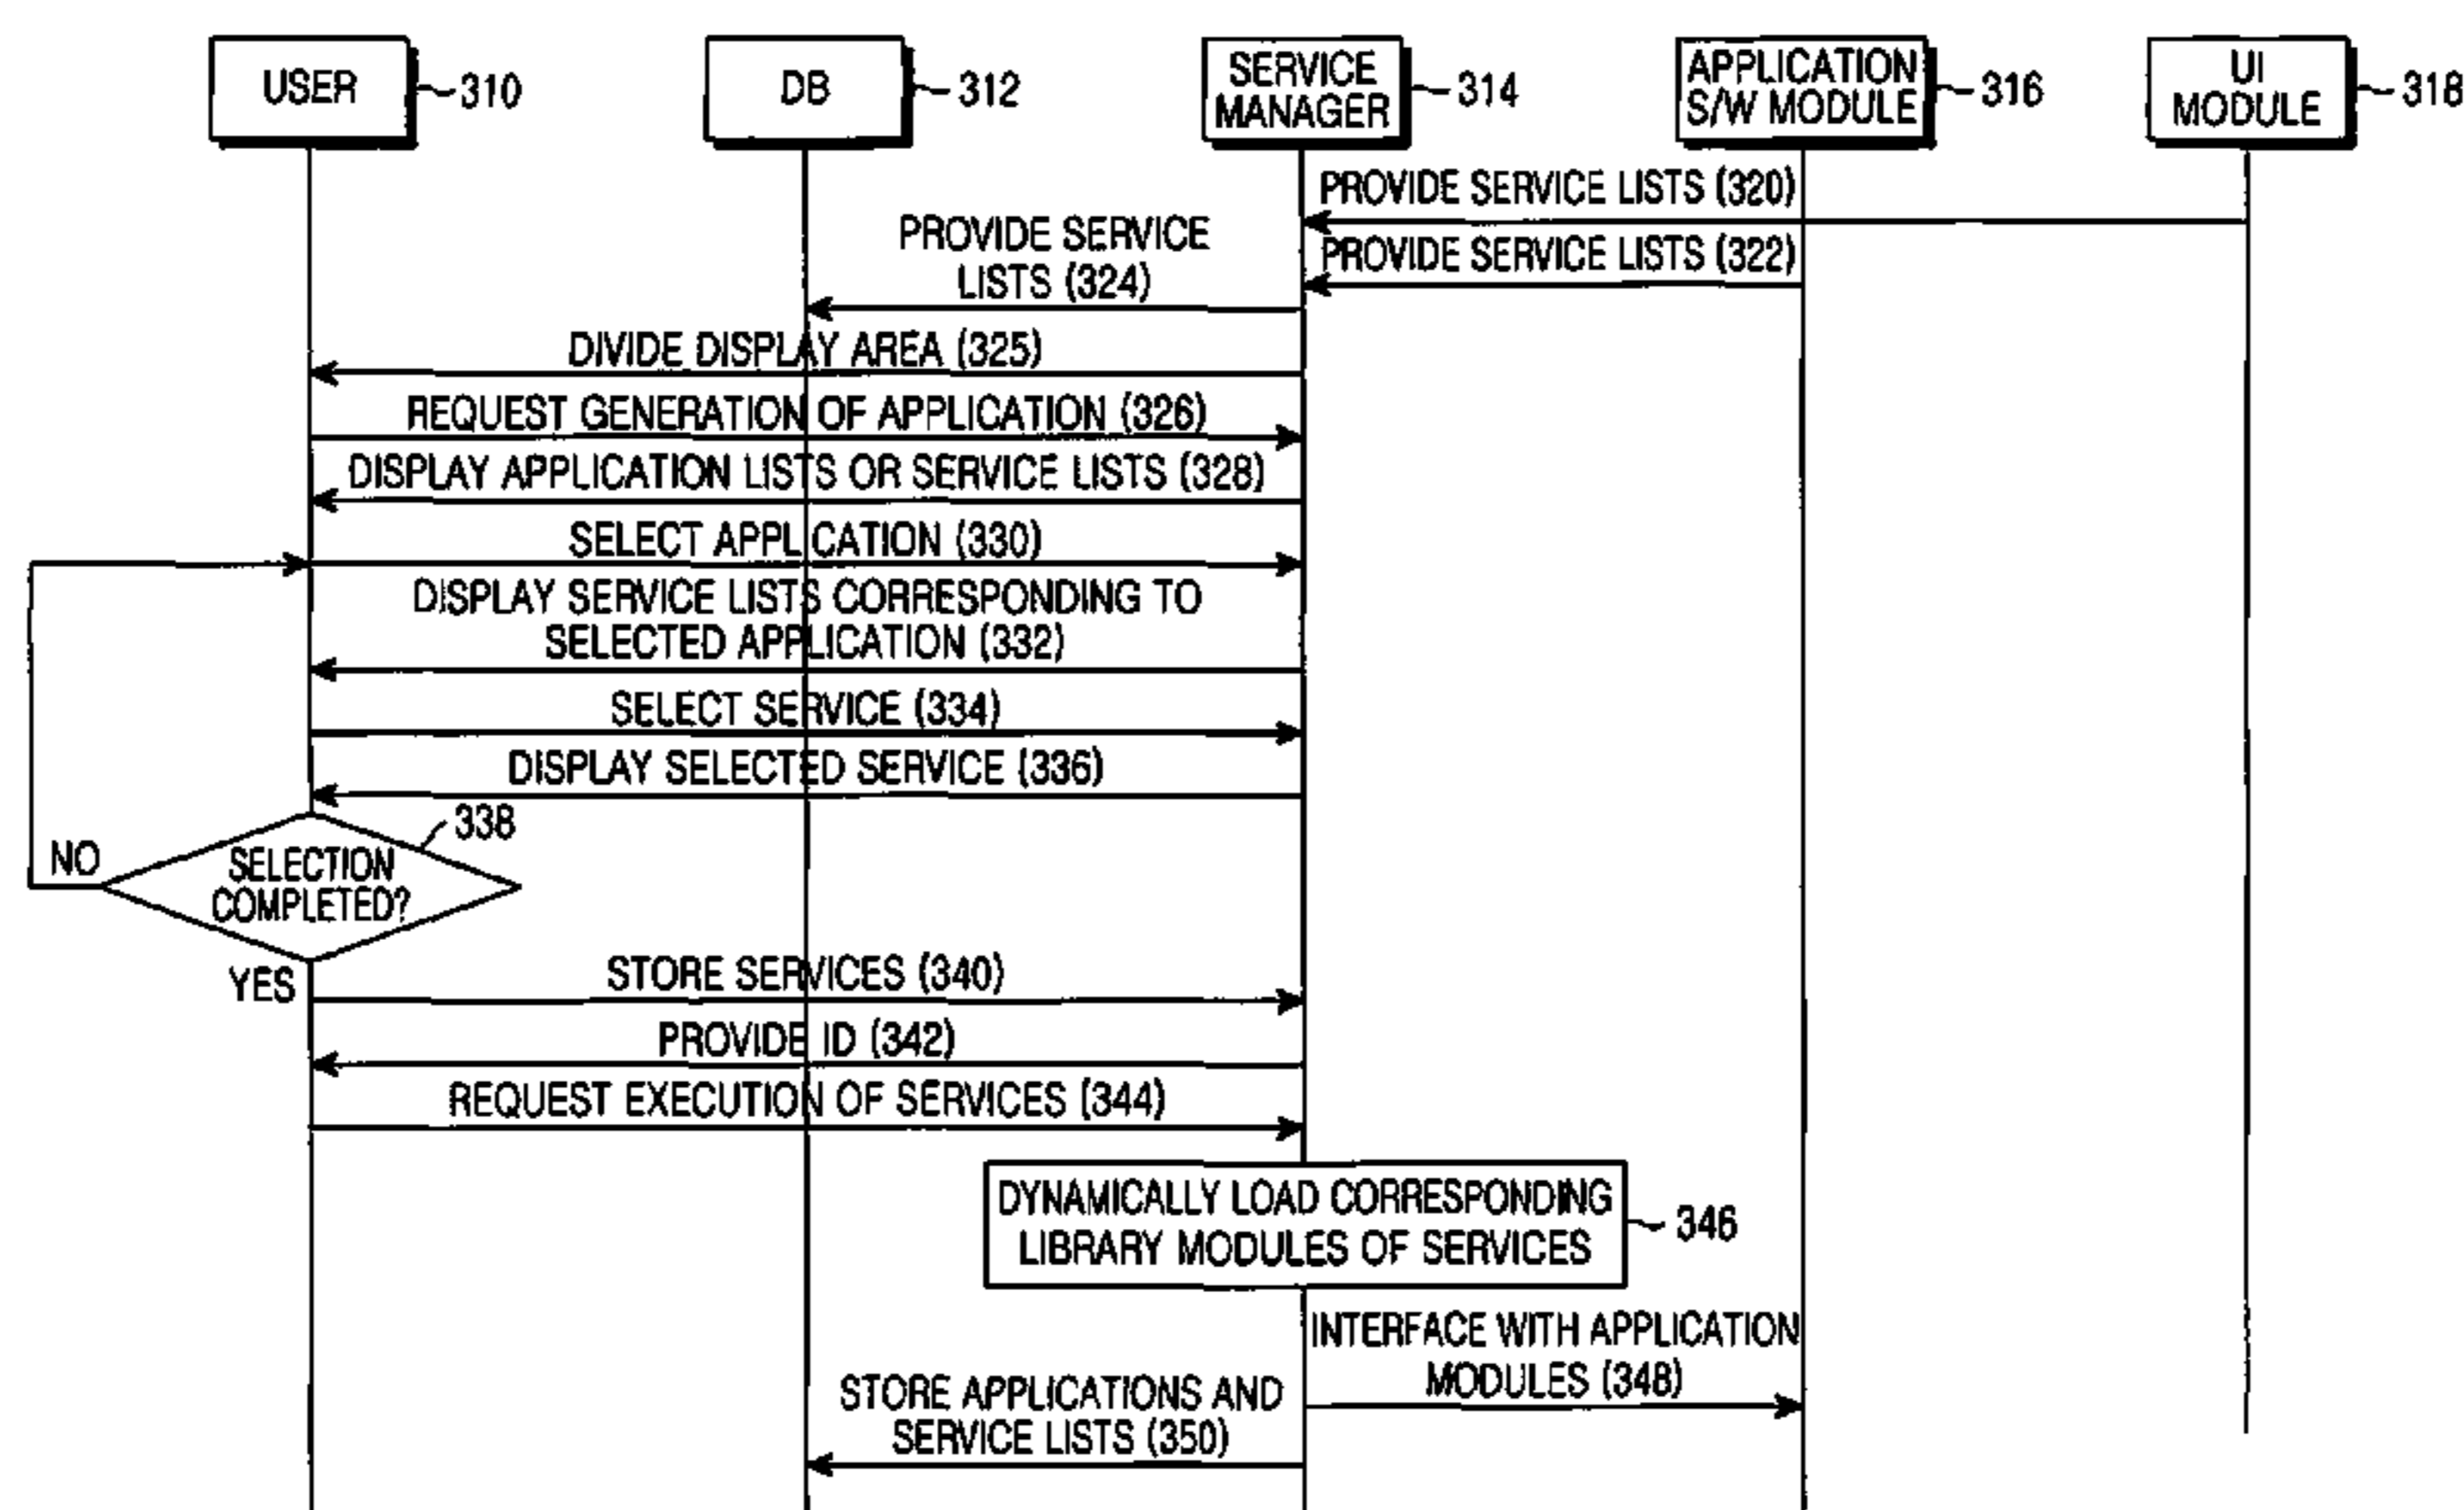 USER
310
DB
312
SERVICE
MANAGER
314
APPLICATION
S/W MODULE
316
UI
MODULE
318
PROVIDE SERVICE LISTS (320)
PROVIDE SERVICE LISTS (322)
PROVIDE SERVICE
LISTS (324)
DIVIDE DISPLAY AREA (325)
REQUEST GENERATION OF APPLICATION (326)
DISPLAY APPLICATION LISTS OR SERVICE LISTS (328)
SELECT APPLICATION (330)
DISPLAY SERVICE LISTS CORRESPONDING TO
SELECTED APPLICATION (332)
SELECT SERVICE (334)
DISPLAY SELECTED SERVICE (336)
338
NO
SELECTION
COMPLETED?
YES
STORE SERVICES (340)
PROVIDE ID (342)
REQUEST EXECUTION OF SERVICES (344)
DYNAMICALLY LOAD CORRESPONDING
LIBRARY MODULES OF SERVICES
346
INTERFACE WITH APPLICATION
MODULES (348)
STORE APPLICATIONS AND
SERVICE LISTS (350)